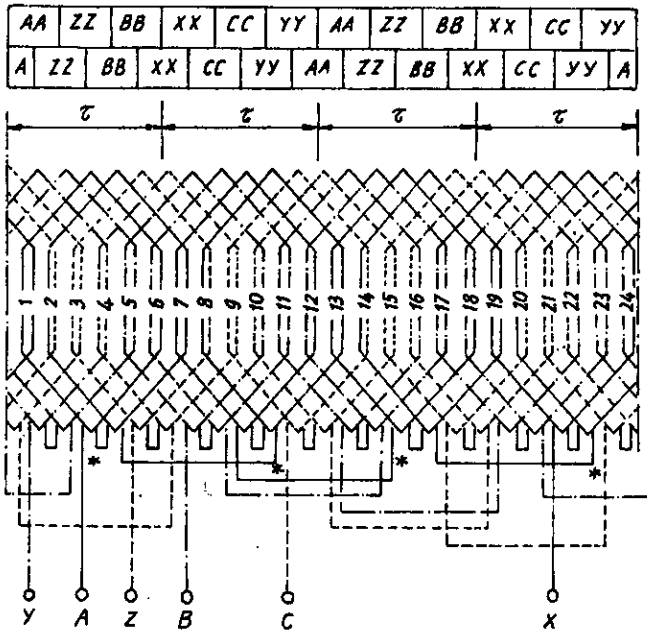 AA ZZ BB XX CC YY AA ZZ BB XX CC YY
A ZZ BB XX CC YY AA ZZ BB XX CC YY A
τ τ τ τ
1 2 3 4 5 6 7 8 9 10 11 12 13 14 15 16 17 18 19 20 21 22 23 24
* * * *
Y A Z B C X